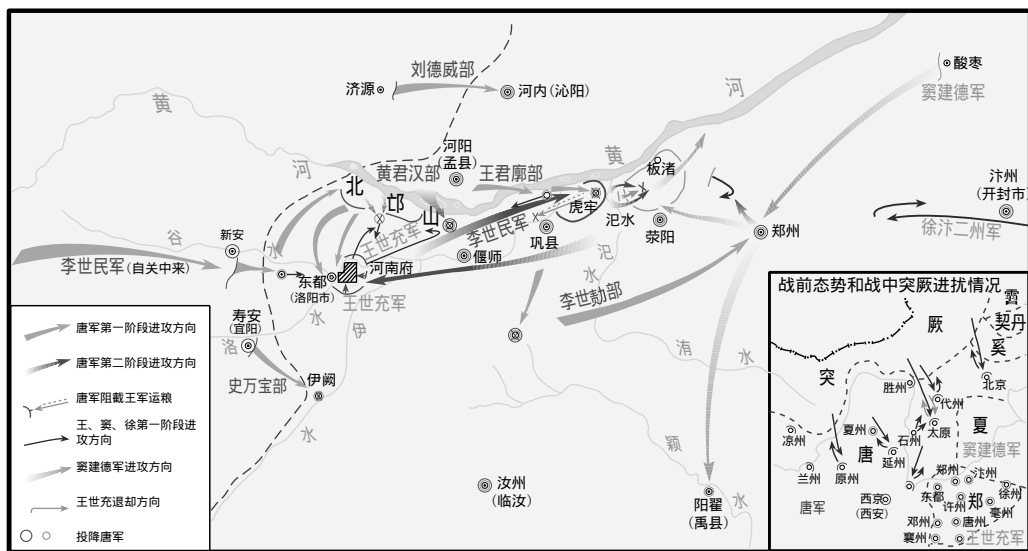 刘德威部
济源
河内(沁阳)
酸枣
窦建德军
黄
河
河
黄
河阳
(孟县)
黄君汉部
王君廓部
板渚
北
邙
山
虎牢
汜水
荥阳
郑州
汴州
(开封市)
徐汴二州军
谷
水
新安
李世民军(自关中来)
王世充军
李世民军
巩县
偃师
汜
水
东都
(洛阳市)
河南府
王世充军
李世勣部
寿安
(宜阳)
洛
水
伊
水
史万宝部
伊阙
洧
水
颍
水
汝州
(临汝)
阳翟
(禹县)
唐军第一阶段进攻方向
唐军第二阶段进攻方向
唐军阻截王军运粮
王、窦、徐第一阶段进
攻方向
窦建德军进攻方向
王世充退却方向
投降唐军
战前态势和战中突厥进扰情况
突
厥
霫
契丹
奚
北京
胜州
代州
夏
凉州
夏州
石州
太原
唐
延州
窦建德军
兰州
原州
郑州
汴州
东都
徐州
唐军
西京
(西安)
许州
郑
亳州
邓州
唐州
襄州
王世充军